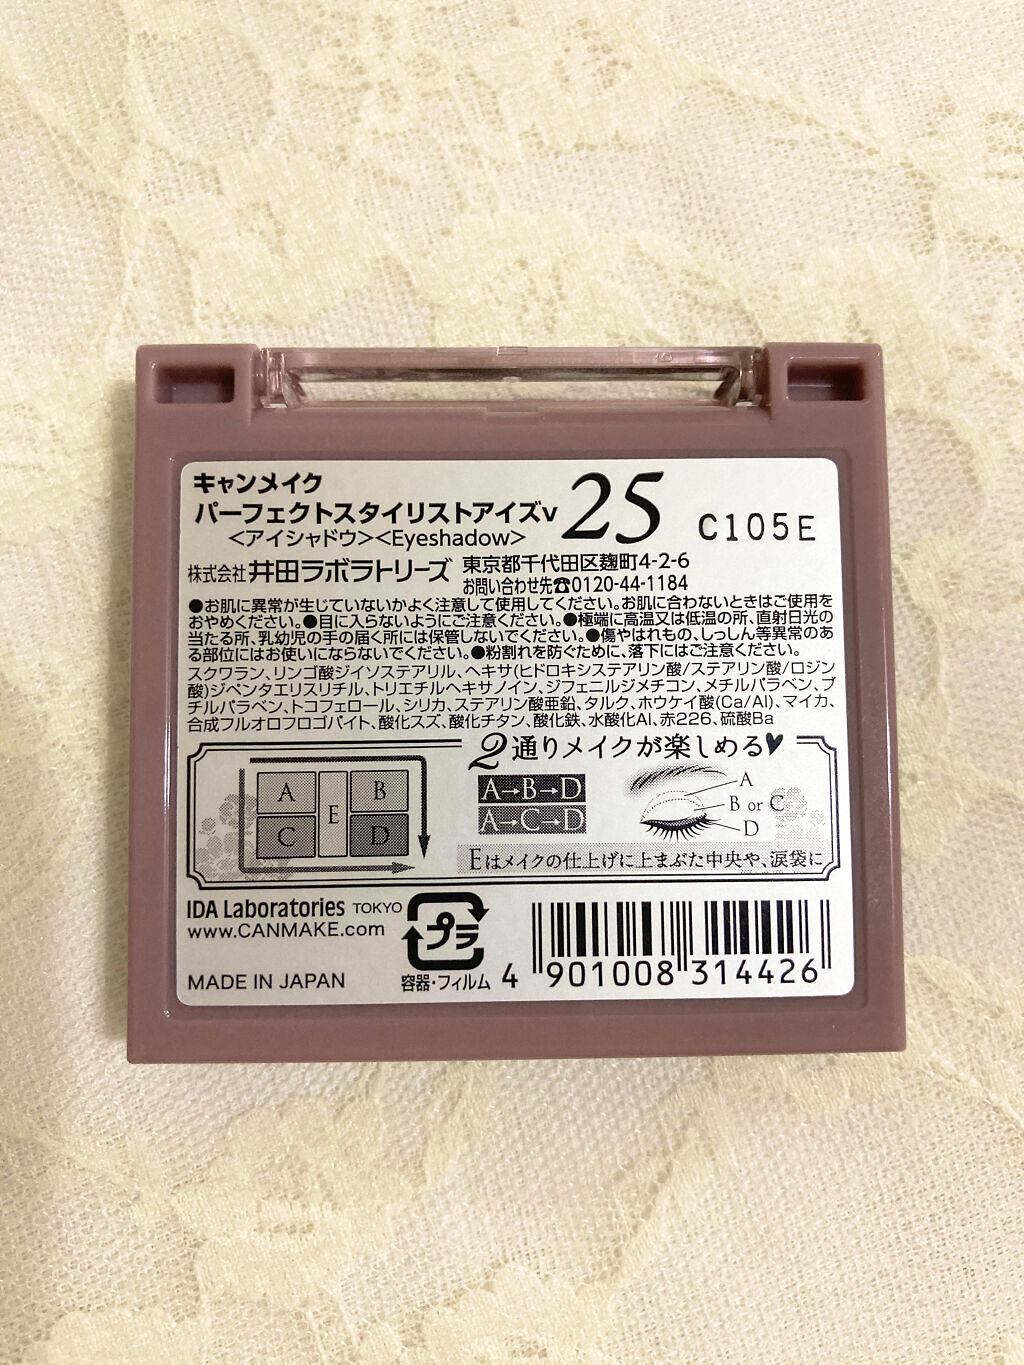 キャンメイク
パーフェクトスタイリストアイズv 25 C105E
<アイシャドウ><Eyeshadow>
株式会社 井田ラボラトリーズ 東京都千代田区麹町4-2-6
お問い合わせ先☎0120-44-1184
●お肌に異常が生じていないかよく注意して使用してください。お肌に合わないときはご使用を
おやめください。●目に入らないようにご注意ください。●極端に高温又は低温の所、直射日光の
当たる所、乳幼児の手の届く所には保管しないでください。●傷やはれもの、しっしん等異常のあ
る部位にはお使いにならないでください。●粉割れを防ぐために、落下にはご注意ください。
スクワラン、リンゴ酸ジイソステアリル、ヘキサ(ヒドロキシステアリン酸/ステアリン酸/ロジン
酸)ジペンタエリスリチル、トリエチルヘキサノイン、ジフェニルジメチコン、メチルパラベン、ブ
チルパラベン、トコフェロール、シリカ、ステアリン酸亜鉛、タルク、ホウケイ酸(Ca/Al)、マイカ、
合成フルオロフロゴパイト、酸化スズ、酸化チタン、酸化鉄、水酸化Al、赤226、硫酸Ba
2通りメイクが楽しめる♥
A B
E
C D
A→B→D
A→C→D
A
B or C
D
Eはメイクの仕上げに上まぶた中央や、涙袋に
IDA Laboratories TOKYO
www.CANMAKE.com
MADE IN JAPAN
プラ
容器・フィルム
4 901008 314426